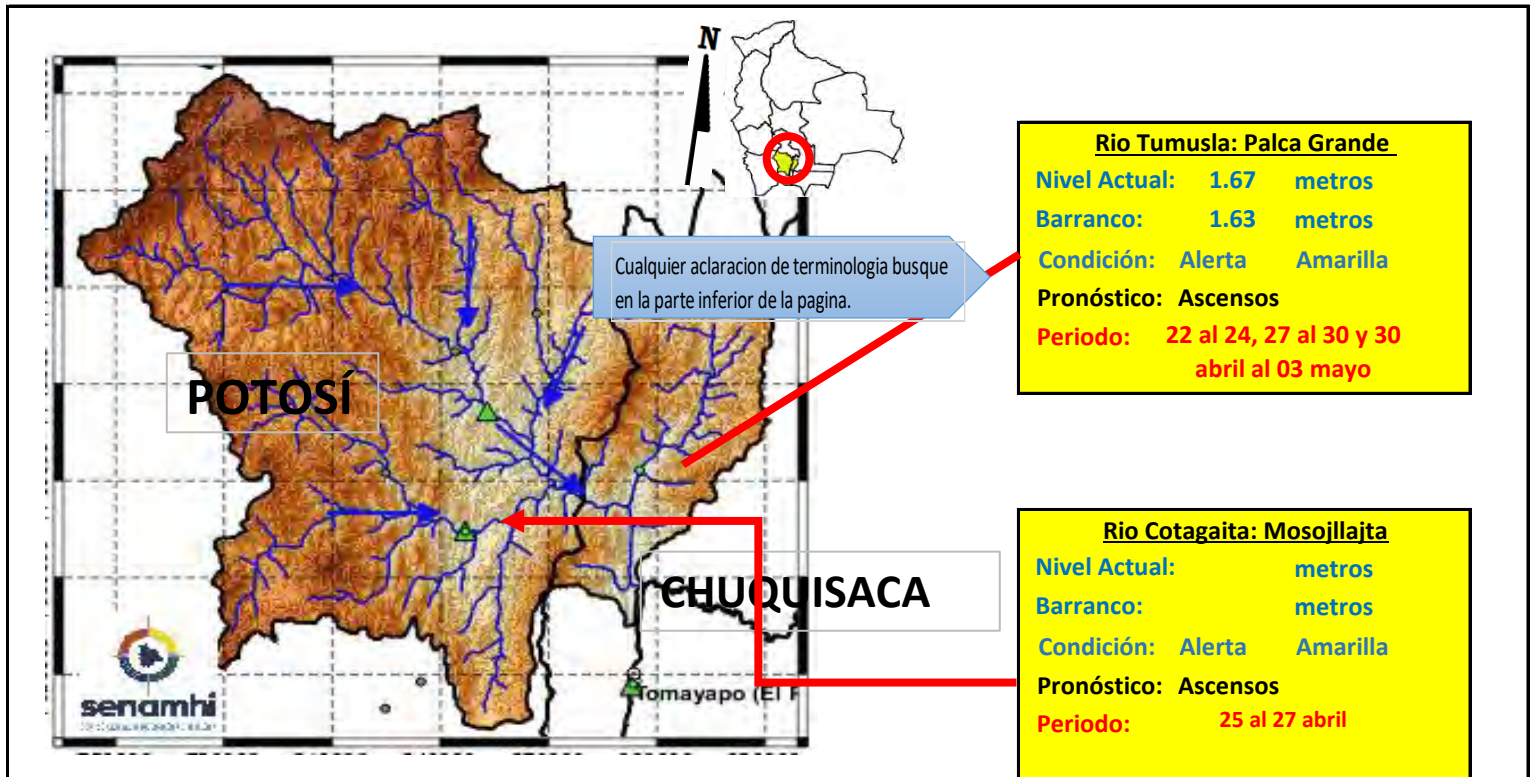 N
Cualquier aclaracion de terminologia busque
en la parte inferior de la pagina.
POTOSÍ
CHUQUISACA
Tomayapo (El
senamhi
Rio Tumusla: Palca Grande
Nivel Actual: 1.67 metros
Barranco: 1.63 metros
Condición: Alerta Amarilla
Pronóstico: Ascensos
Periodo: 22 al 24, 27 al 30 y 30
abril al 03 mayo
Rio Cotagaita: Mosojllajta
Nivel Actual: metros
Barranco: metros
Condición: Alerta Amarilla
Pronóstico: Ascensos
Periodo: 25 al 27 abril